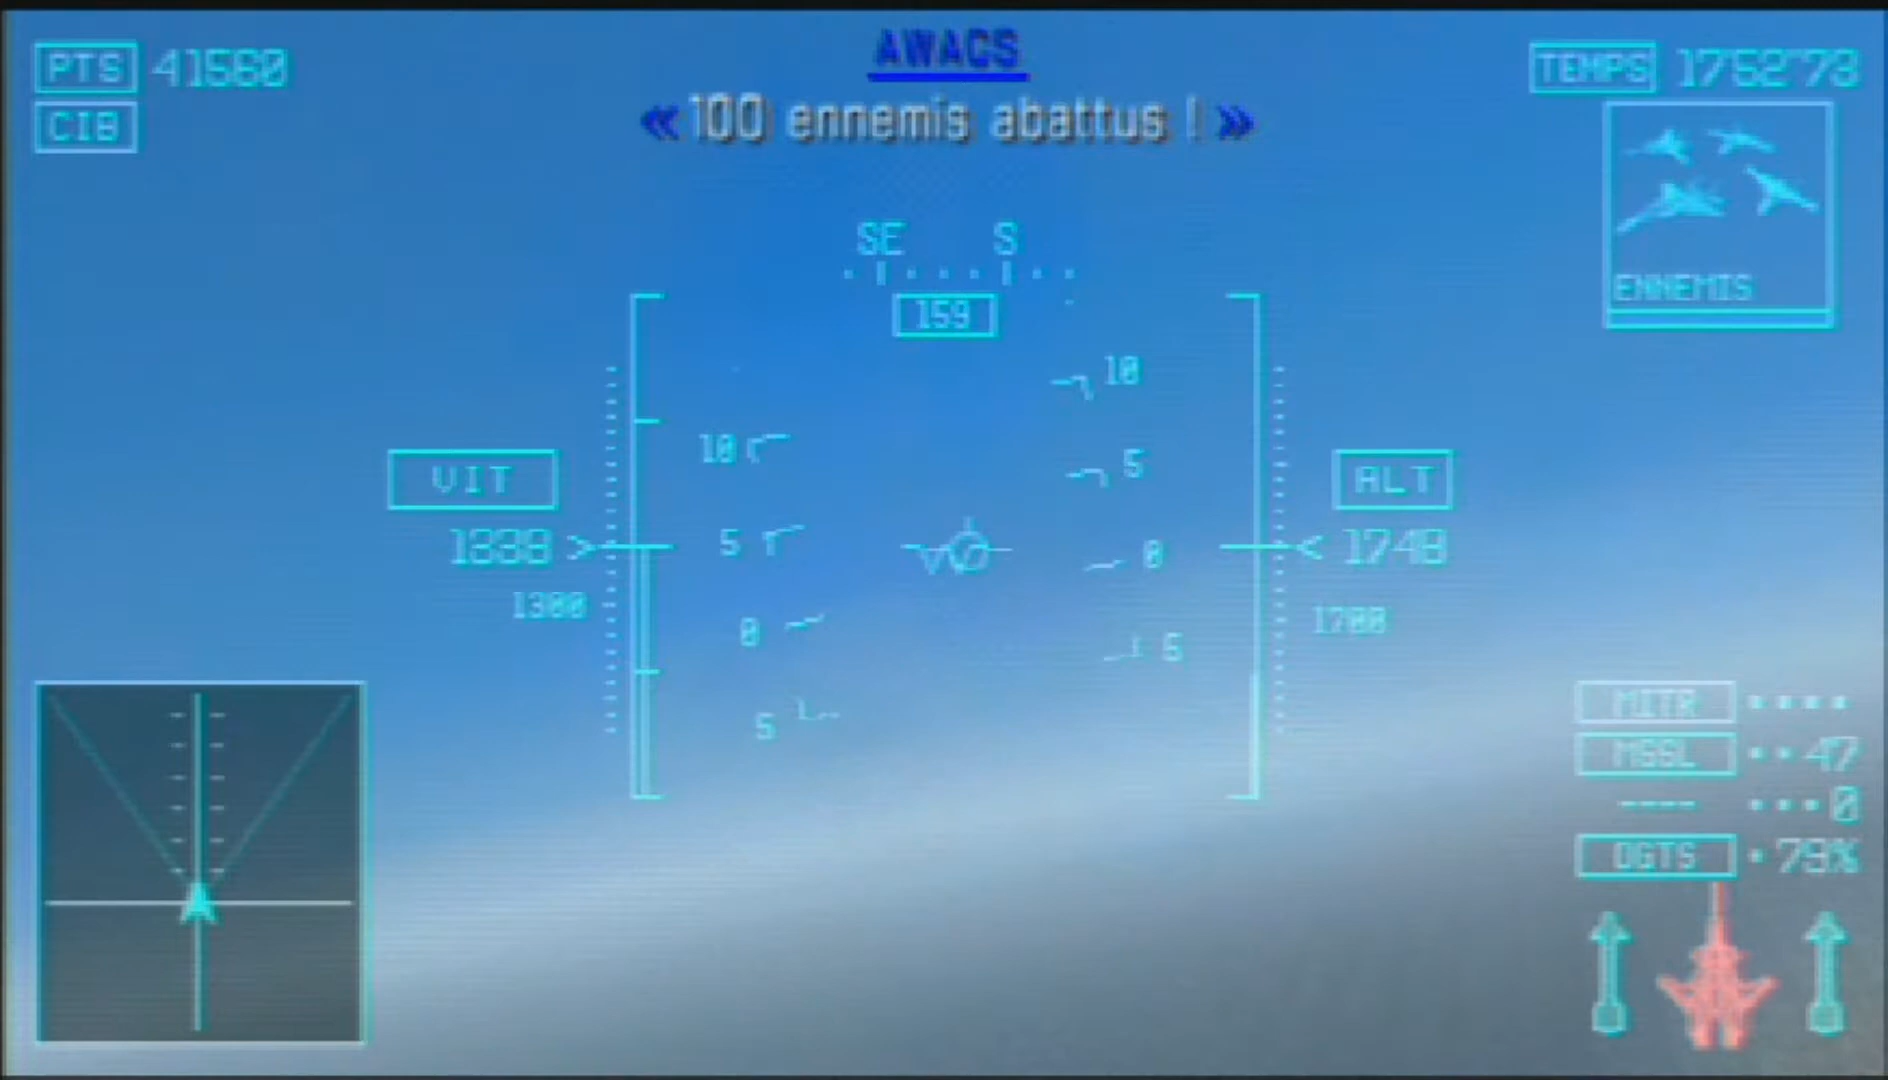 AWACS
«100 ennemis abattus !»
PTS 41560
CIB
TEMPS 17'52"73
ENNEMIS
SE S
159
10
10
VIT
ALT
5
5
1339 >
< 1748
0
1300
1700
0
5
5
MITR
MSSL 47
---- 0
DGTS 79%